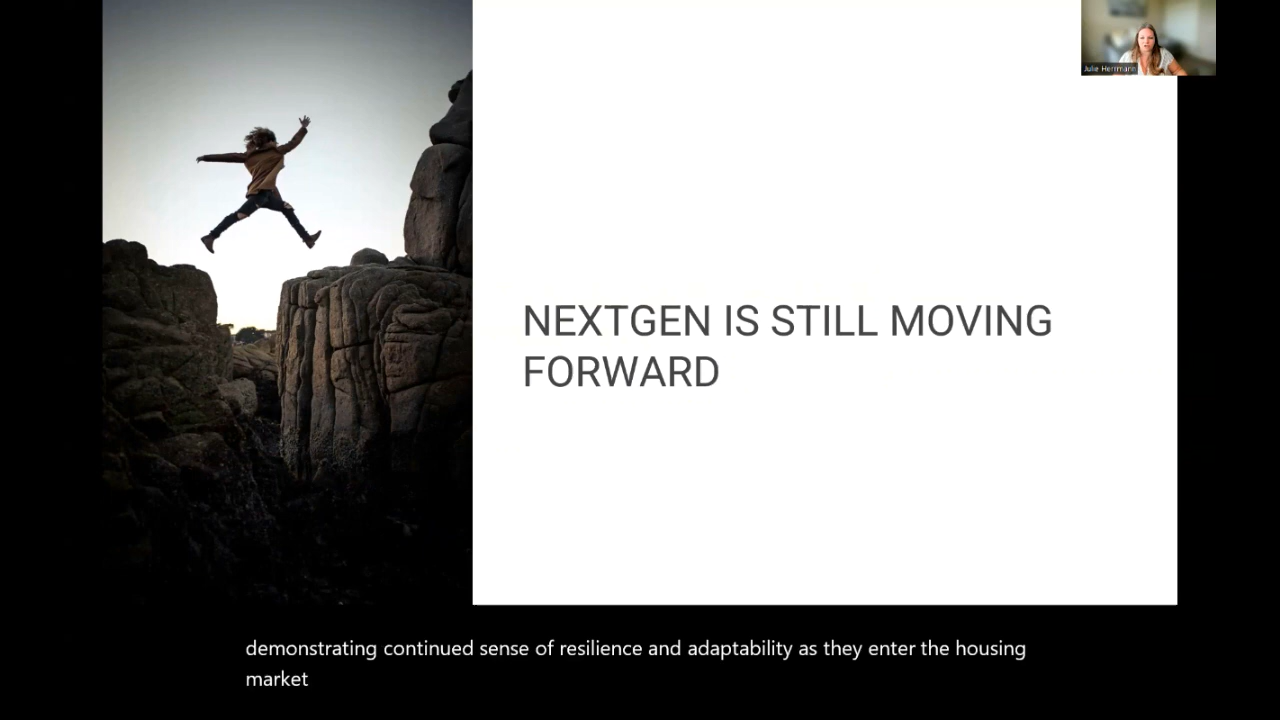 Julie Herrmann
NEXTGEN IS STILL MOVING
FORWARD
demonstrating continued sense of resilience and adaptability as they enter the housing
market